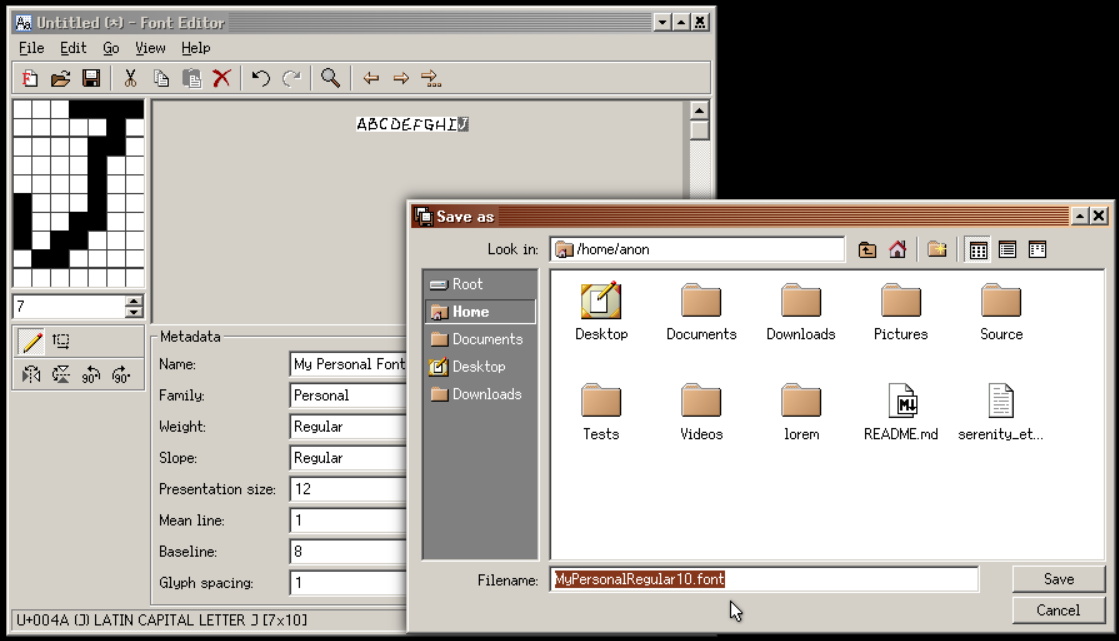 Untitled (*) - Font Editor
File Edit Go View Help
ABCDEFGHIJ
7
90° 90°
Metadata
Name: My Personal Font
Family: Personal
Weight: Regular
Slope: Regular
Presentation size: 12
Mean line: 1
Baseline: 8
Glyph spacing: 1
U+004A (J) LATIN CAPITAL LETTER J [7×10]
Save as
Look in: /home/anon
Root
Home
Documents
Desktop
Downloads
Desktop Documents Downloads Pictures Source
Tests Videos lorem README.md serenity_et...
Filename: MyPersonalRegular10.font
Save
Cancel